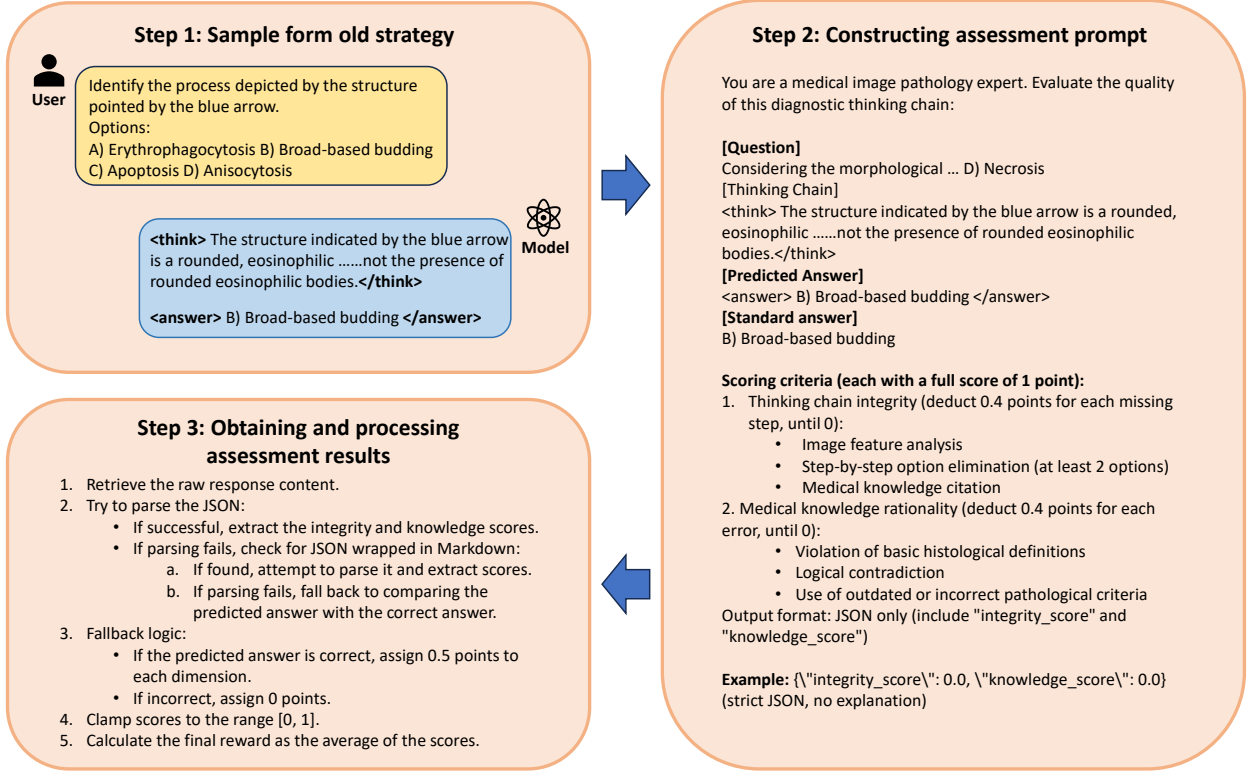 Step 1: Sample form old strategy
User
Identify the process depicted by the structure
pointed by the blue arrow.
Options:
A) Erythrophagocytosis B) Broad-based budding
C) Apoptosis D) Anisocytosis
Model
<think> The structure indicated by the blue arrow
is a rounded, eosinophilic ......not the presence of
rounded eosinophilic bodies.</think>
<answer> B) Broad-based budding </answer>
Step 2: Constructing assessment prompt
You are a medical image pathology expert. Evaluate the quality
of this diagnostic thinking chain:
[Question]
Considering the morphological ... D) Necrosis
[Thinking Chain]
<think> The structure indicated by the blue arrow is a rounded,
eosinophilic ......not the presence of rounded eosinophilic
bodies.</think>
[Predicted Answer]
<answer> B) Broad-based budding </answer>
[Standard answer]
B) Broad-based budding
Scoring criteria (each with a full score of 1 point):
1. Thinking chain integrity (deduct 0.4 points for each missing
step, until 0):
• Image feature analysis
• Step-by-step option elimination (at least 2 options)
• Medical knowledge citation
2. Medical knowledge rationality (deduct 0.4 points for each
error, until 0):
• Violation of basic histological definitions
• Logical contradiction
• Use of outdated or incorrect pathological criteria
Output format: JSON only (include "integrity_score" and
"knowledge_score")
Example: {\"integrity_score\": 0.0, \"knowledge_score\": 0.0}
(strict JSON, no explanation)
Step 3: Obtaining and processing
assessment results
1. Retrieve the raw response content.
2. Try to parse the JSON:
• If successful, extract the integrity and knowledge scores.
• If parsing fails, check for JSON wrapped in Markdown:
a. If found, attempt to parse it and extract scores.
b. If parsing fails, fall back to comparing the
predicted answer with the correct answer.
3. Fallback logic:
• If the predicted answer is correct, assign 0.5 points to
each dimension.
• If incorrect, assign 0 points.
4. Clamp scores to the range [0, 1].
5. Calculate the final reward as the average of the scores.